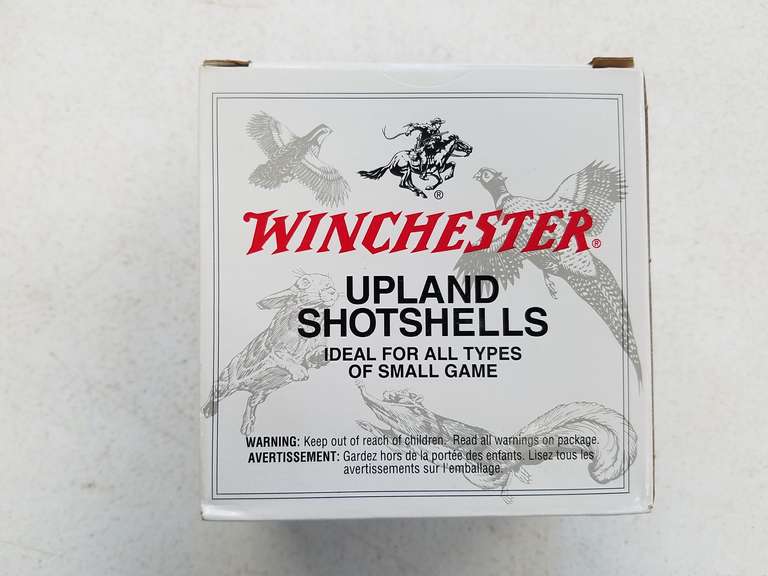 ®
WINCHESTER®
UPLAND
SHOTSHELLS
IDEAL FOR ALL TYPES
OF SMALL GAME
WARNING: Keep out of reach of children. Read all warnings on package.
AVERTISSEMENT: Gardez hors de la portée des enfants. Lisez tous les
avertissements sur l'emballage.